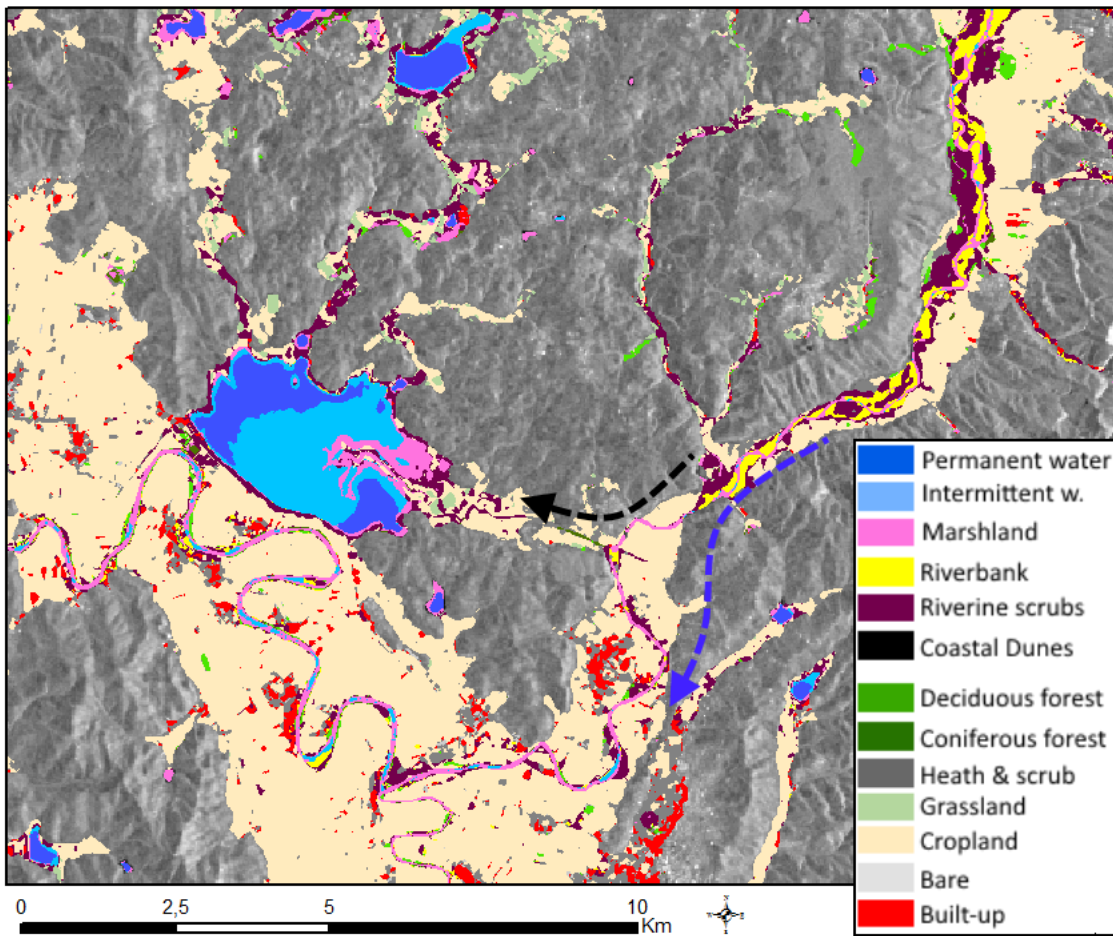 Permanent water
Intermittent w.
Marshland
Riverbank
Riverine scrubs
Coastal Dunes
Deciduous forest
Coniferous forest
Heath & scrub
Grassland
Cropland
Bare
Built-up
0 2,5 5 10
Km